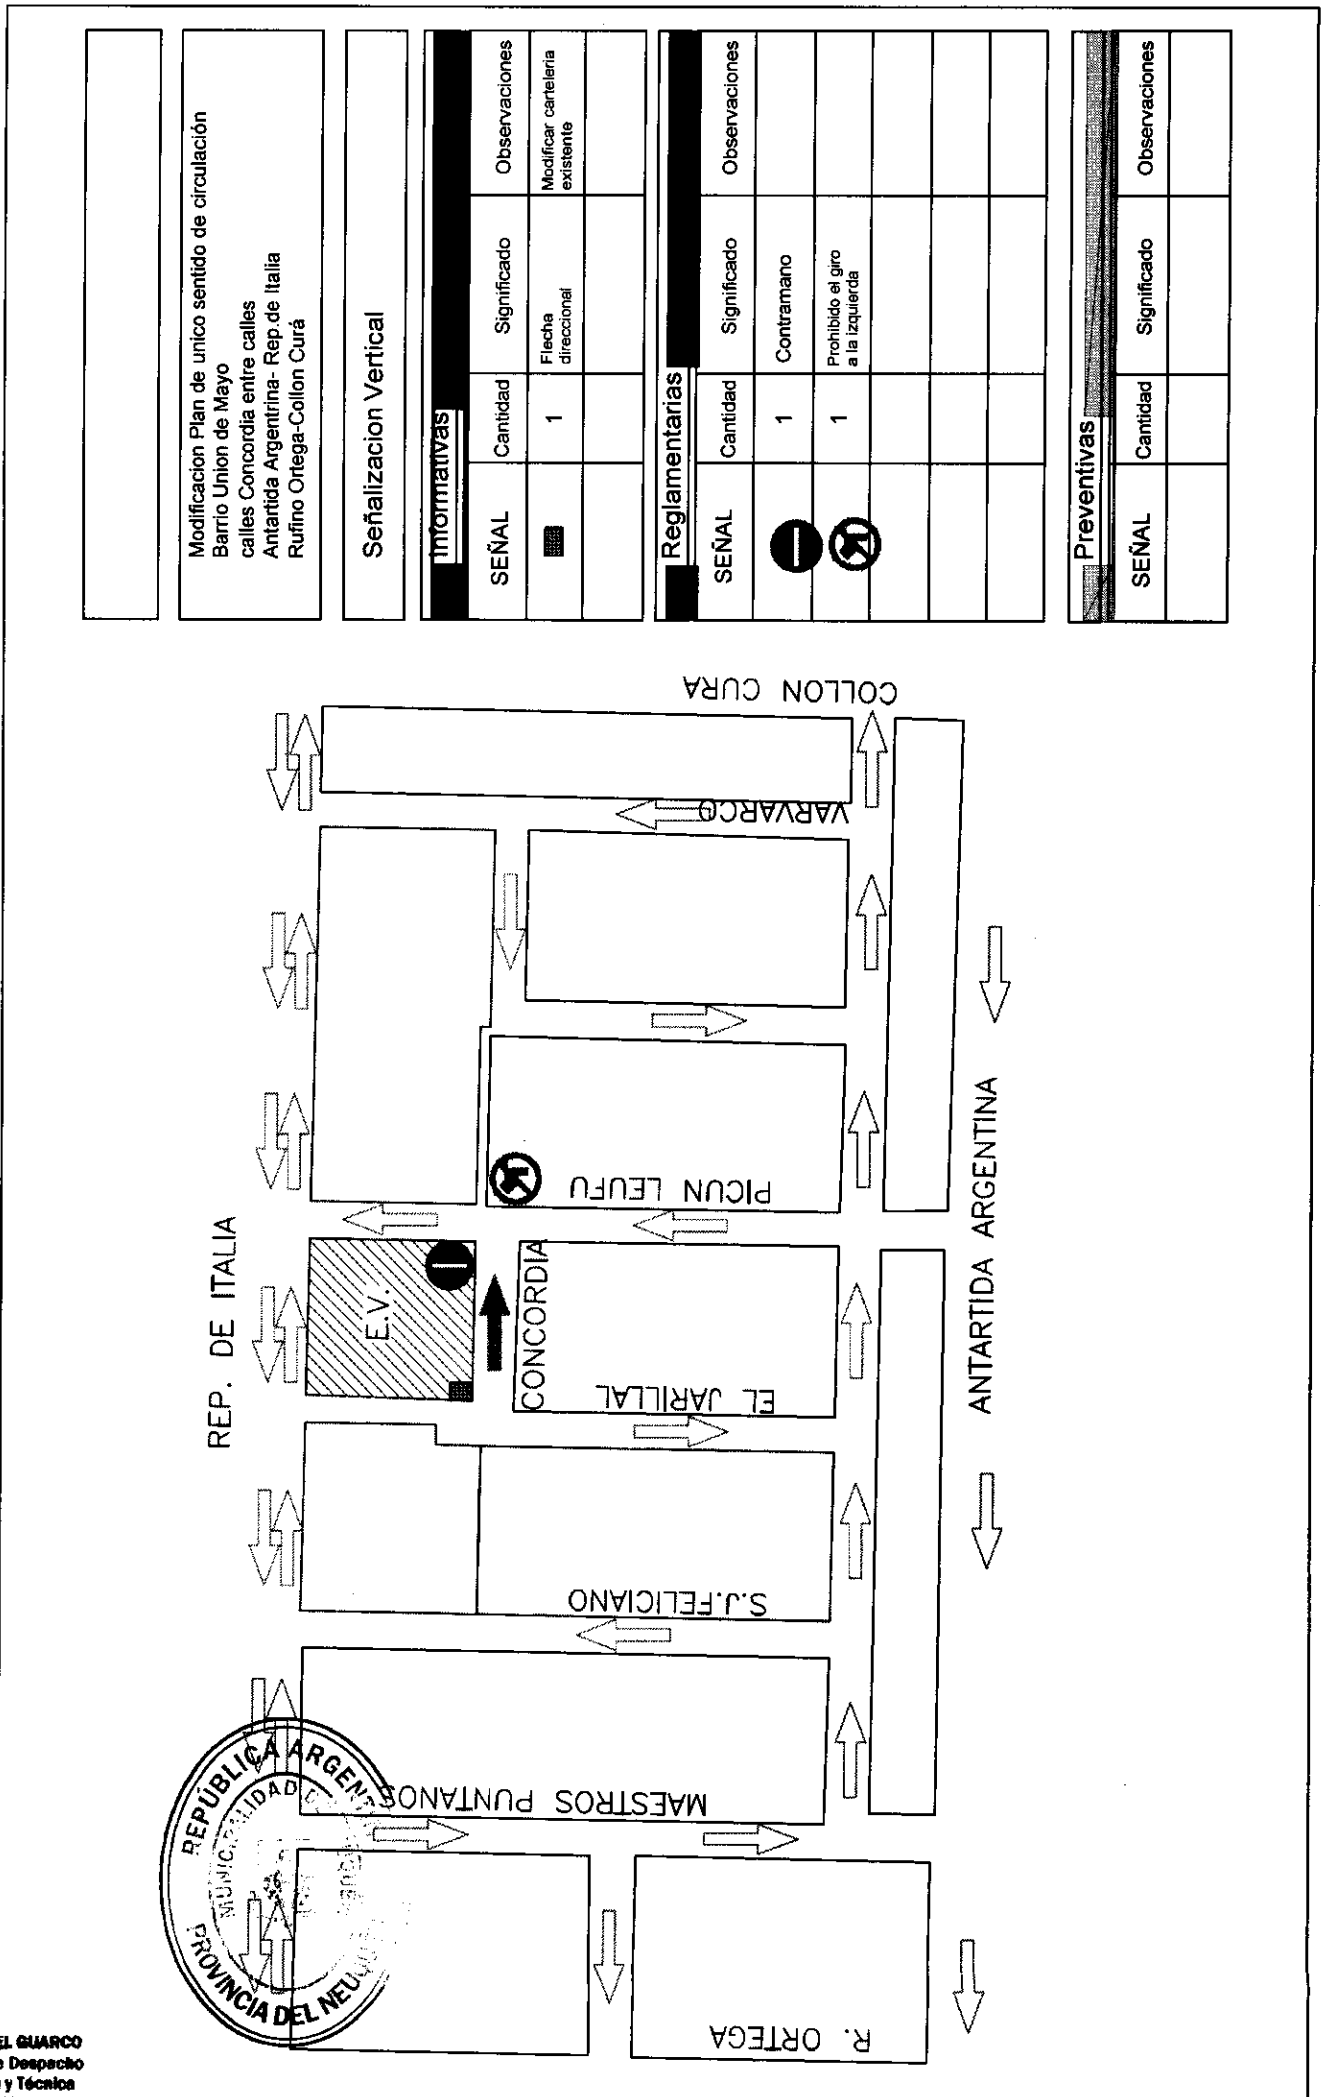 Modificacion Plan de unico sentido de circulación
Barrio Union de Mayo
calles Concordia entre calles
Antartida Argentrina- Rep.de Italia
Rufino Ortega-Collon Curá
Señalizacion Vertical
Informativas
SEÑAL Cantidad Significado Observaciones
1 Flecha direccional Modificar carteleria existente
Reglamentarias
SEÑAL Cantidad Significado Observaciones
1 Contramano
1 Prohibido el giro a la izquierda
Preventivas
SEÑAL Cantidad Significado Observaciones
REP. DE ITALIA
COLLON CURA
VARVARCO
PICUN LEUFU
E.V.
CONCORDIA
EL JARILLAL
S.J.FELICIANO
MAESTROS PUNTANOS
R. ORTEGA
ANTARTIDA ARGENTINA
REPÚBLICA ARGEN
MUNICIPALIDAD
PROVINCIA DEL NEU
EL GUARCO
Despacho
y Técnica